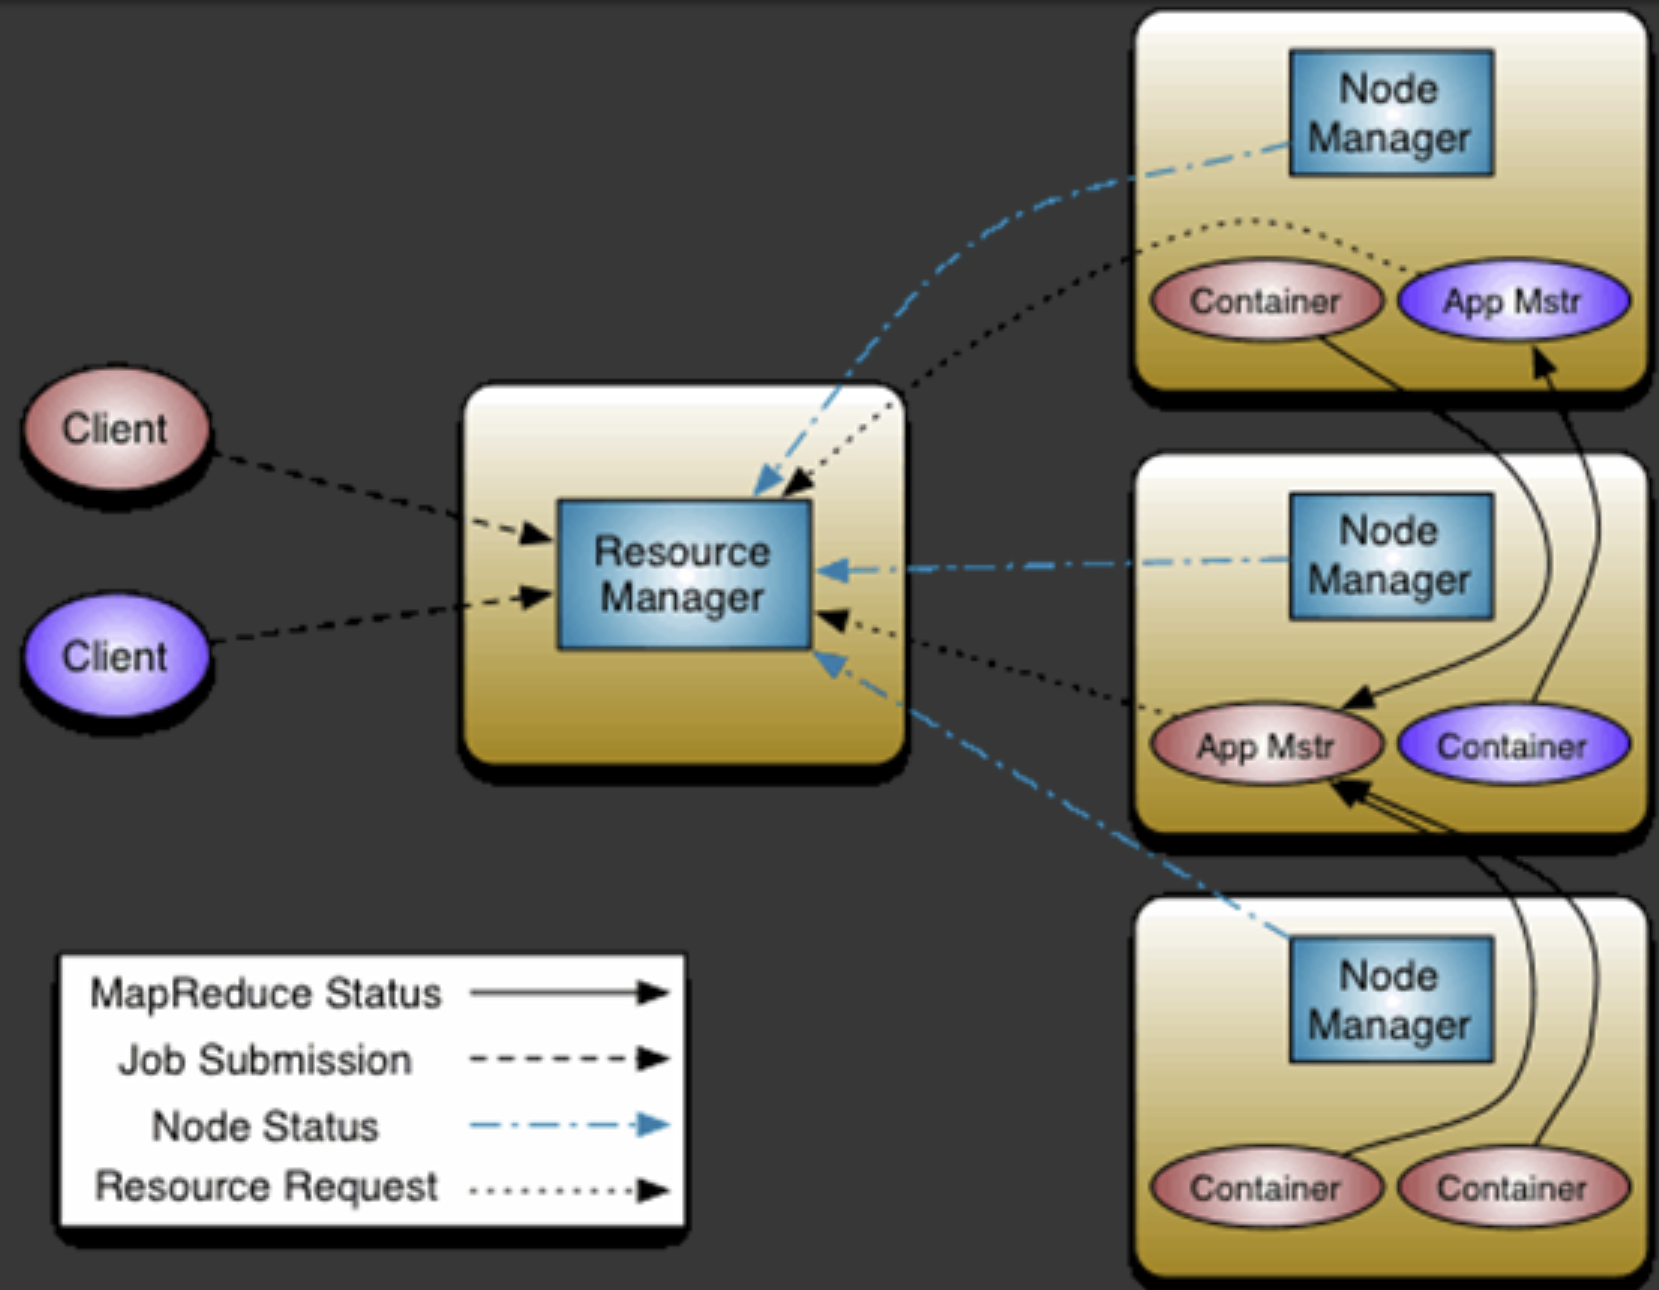 Node
Manager
Container
App Mstr
Client
Resource
Manager
Client
Node
Manager
App Mstr
Container
Node
Manager
Container
Container
MapReduce Status
Job Submission
Node Status
Resource Request